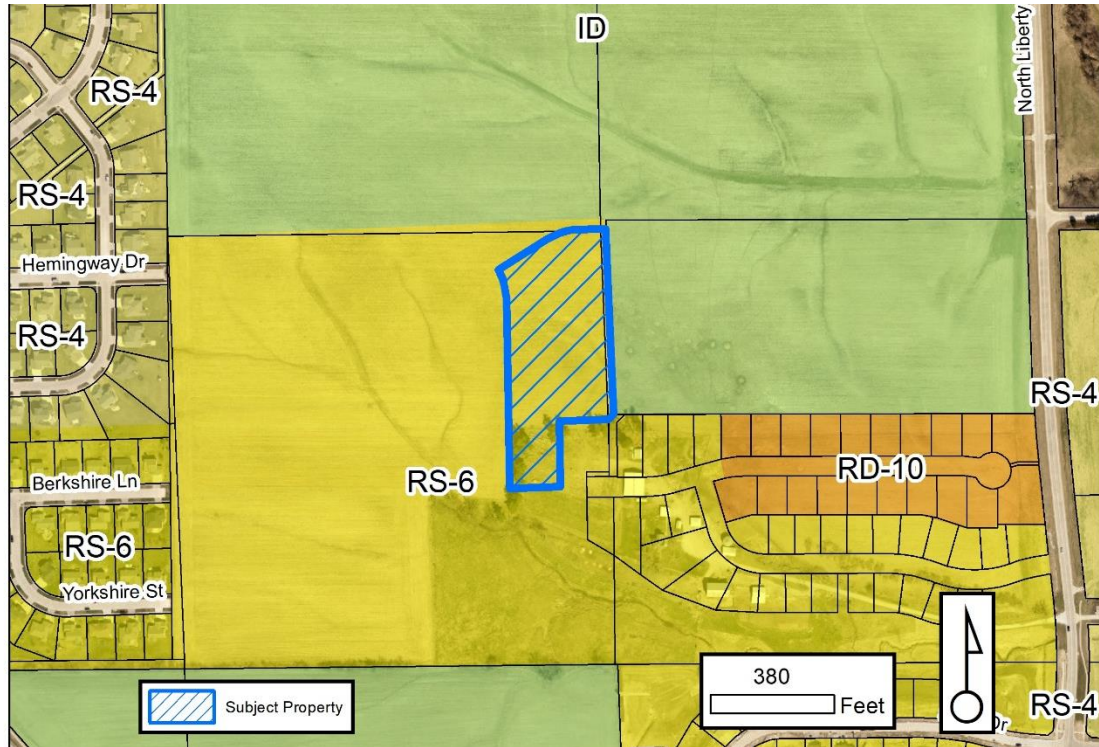 ID
North Liberty
RS-4
RS-4
Hemingway Dr
RS-4
RS-4
Berkshire Ln
RS-6
RD-10
RS-6
Yorkshire St
Subject Property
380
Feet
RS-4
Dr